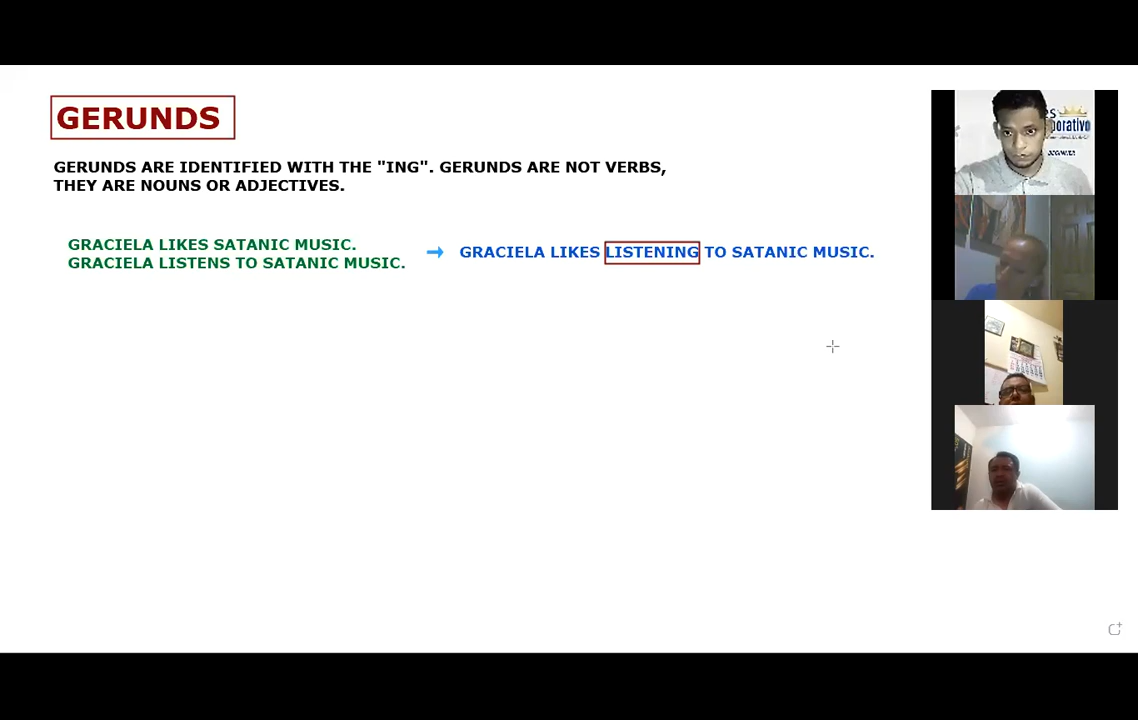 GERUNDS
GERUNDS ARE IDENTIFIED WITH THE "ING". GERUNDS ARE NOT VERBS,
THEY ARE NOUNS OR ADJECTIVES.
GRACIELA LIKES SATANIC MUSIC.
GRACIELA LISTENS TO SATANIC MUSIC.
GRACIELA LIKES LISTENING TO SATANIC MUSIC.